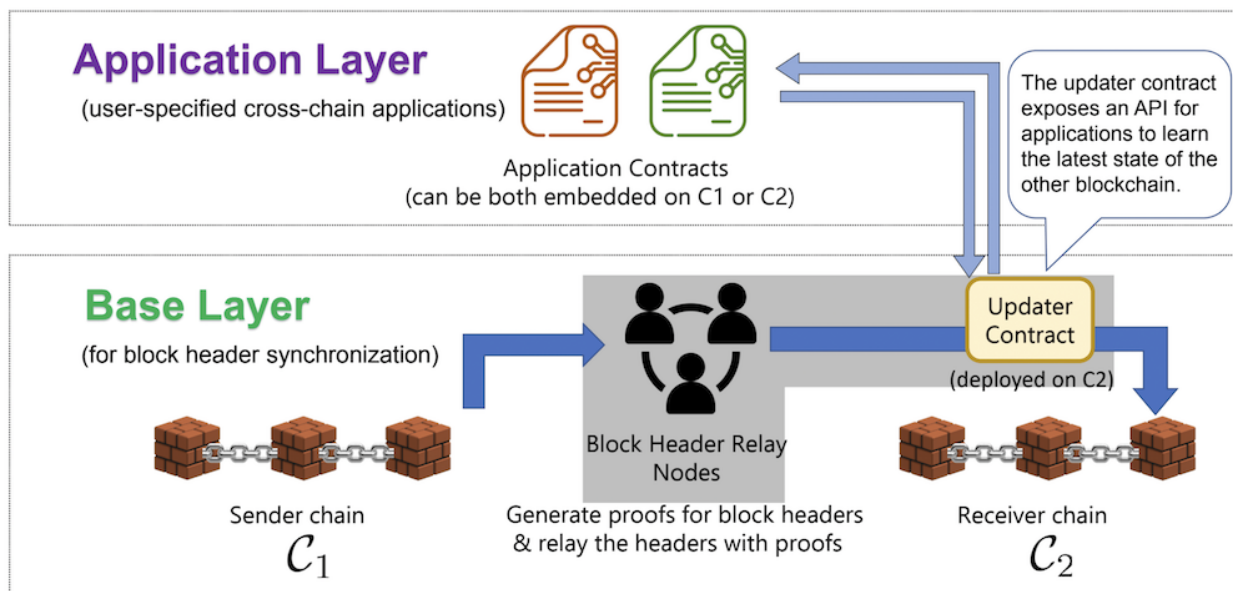 Application Layer
(user-specified cross-chain applications)
Application Contracts
(can be both embedded on C1 or C2)
The updater contract
exposes an API for
applications to learn
the latest state of the
other blockchain.
Base Layer
(for block header synchronization)
Updater
Contract
(deployed on C2)
Block Header Relay
Nodes
Generate proofs for block headers
& relay the headers with proofs
Sender chain
C1
Receiver chain
C2